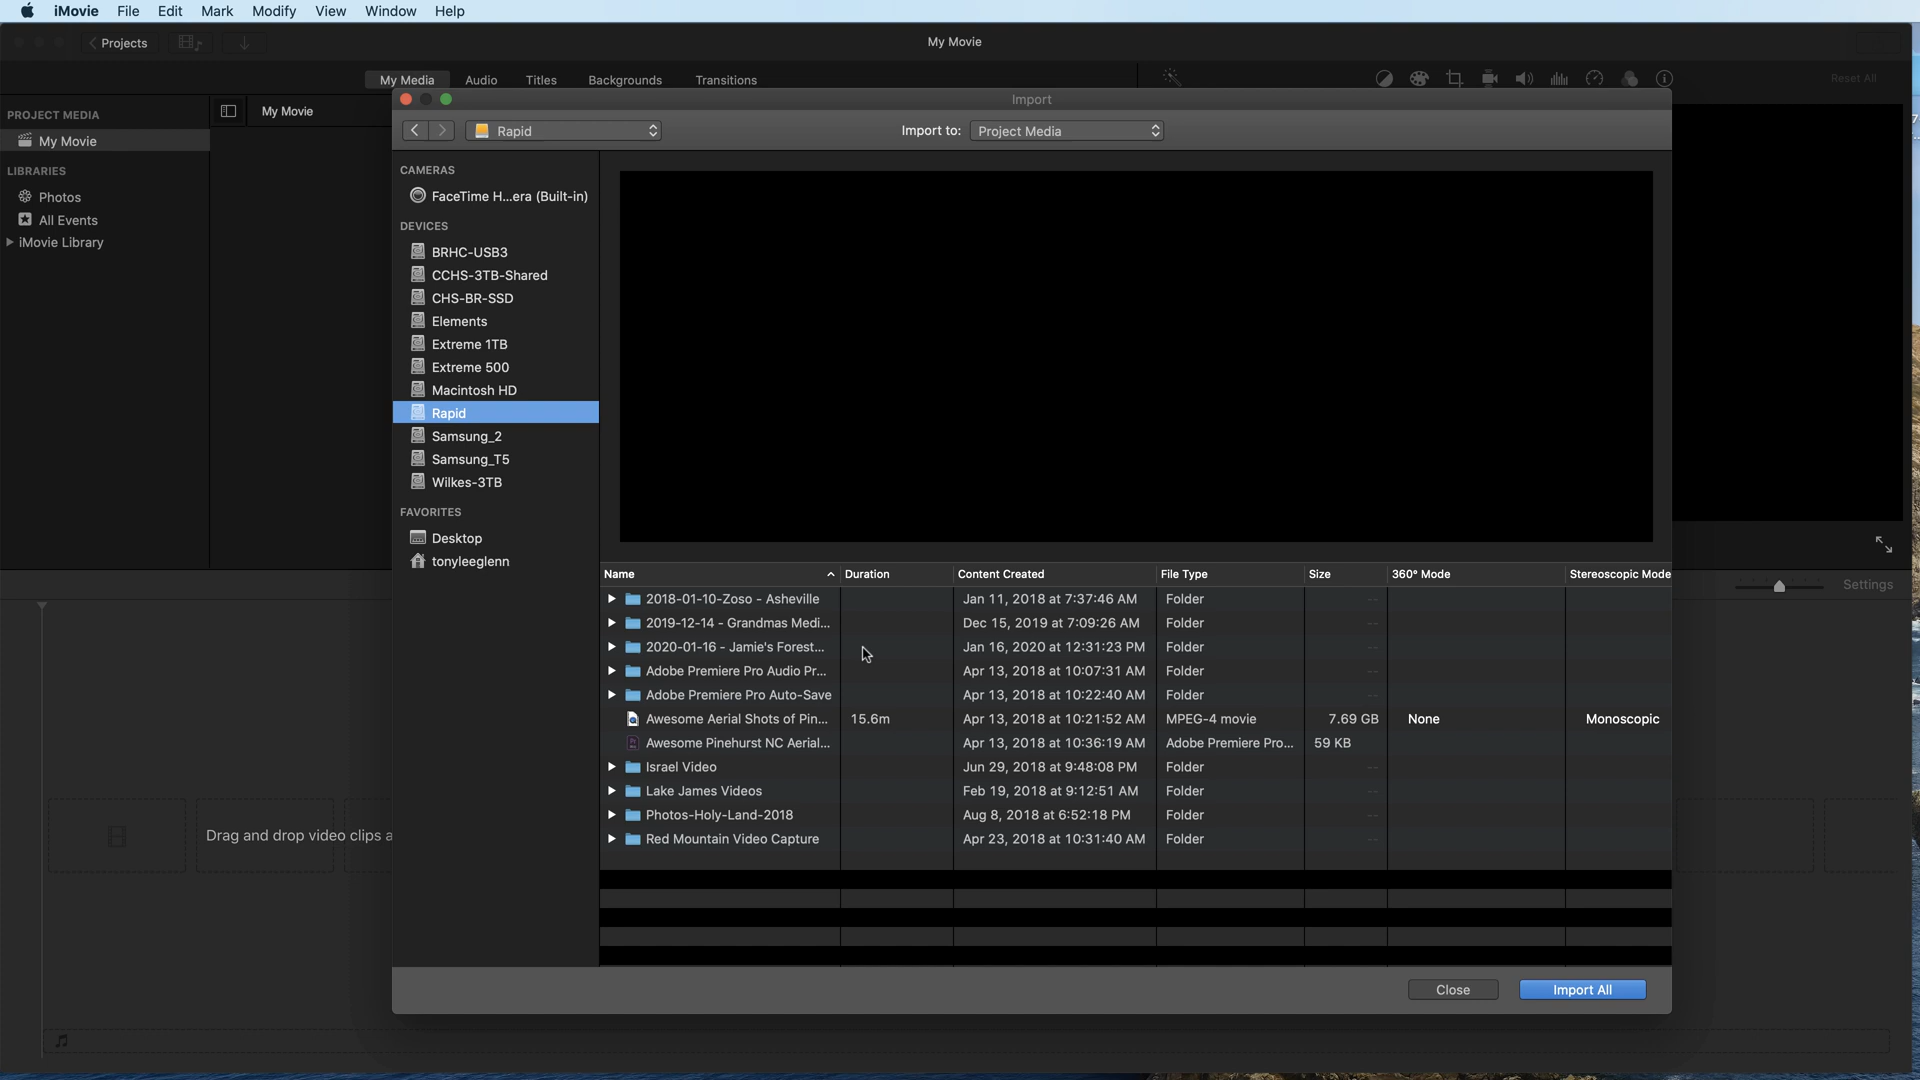 iMovie File Edit Mark Modify View Window Help
Projects My Movie
My Media Audio Titles Backgrounds Transitions Reset All
PROJECT MEDIA
My Movie
LIBRARIES
Photos
All Events
iMovie Library
My Movie
Import
Rapid Import to: Project Media
CAMERAS
FaceTime H...era (Built-in)
DEVICES
BRHC-USB3
CCHS-3TB-Shared
CHS-BR-SSD
Elements
Extreme 1TB
Extreme 500
Macintosh HD
Rapid
Samsung_2
Samsung_T5
Wilkes-3TB
FAVORITES
Desktop
tonyleeglenn
Name Duration Content Created File Type Size 360° Mode Stereoscopic Mode
2018-01-10-Zoso - Asheville Jan 11, 2018 at 7:37:46 AM Folder --
2019-12-14 - Grandmas Medi... Dec 15, 2019 at 7:09:26 AM Folder --
2020-01-16 - Jamie's Forest... Jan 16, 2020 at 12:31:23 PM Folder --
Adobe Premiere Pro Audio Pr... Apr 13, 2018 at 10:07:31 AM Folder --
Adobe Premiere Pro Auto-Save Apr 13, 2018 at 10:22:40 AM Folder --
Awesome Aerial Shots of Pin... 15.6m Apr 13, 2018 at 10:21:52 AM MPEG-4 movie 7.69 GB None Monoscopic
Awesome Pinehurst NC Aerial... Apr 13, 2018 at 10:36:19 AM Adobe Premiere Pro... 59 KB
Israel Video Jun 29, 2018 at 9:48:08 PM Folder --
Lake James Videos Feb 19, 2018 at 9:12:51 AM Folder --
Photos-Holy-Land-2018 Aug 8, 2018 at 6:52:18 PM Folder --
Red Mountain Video Capture Apr 23, 2018 at 10:31:40 AM Folder --
Settings
Drag and drop video clips a
Close Import All